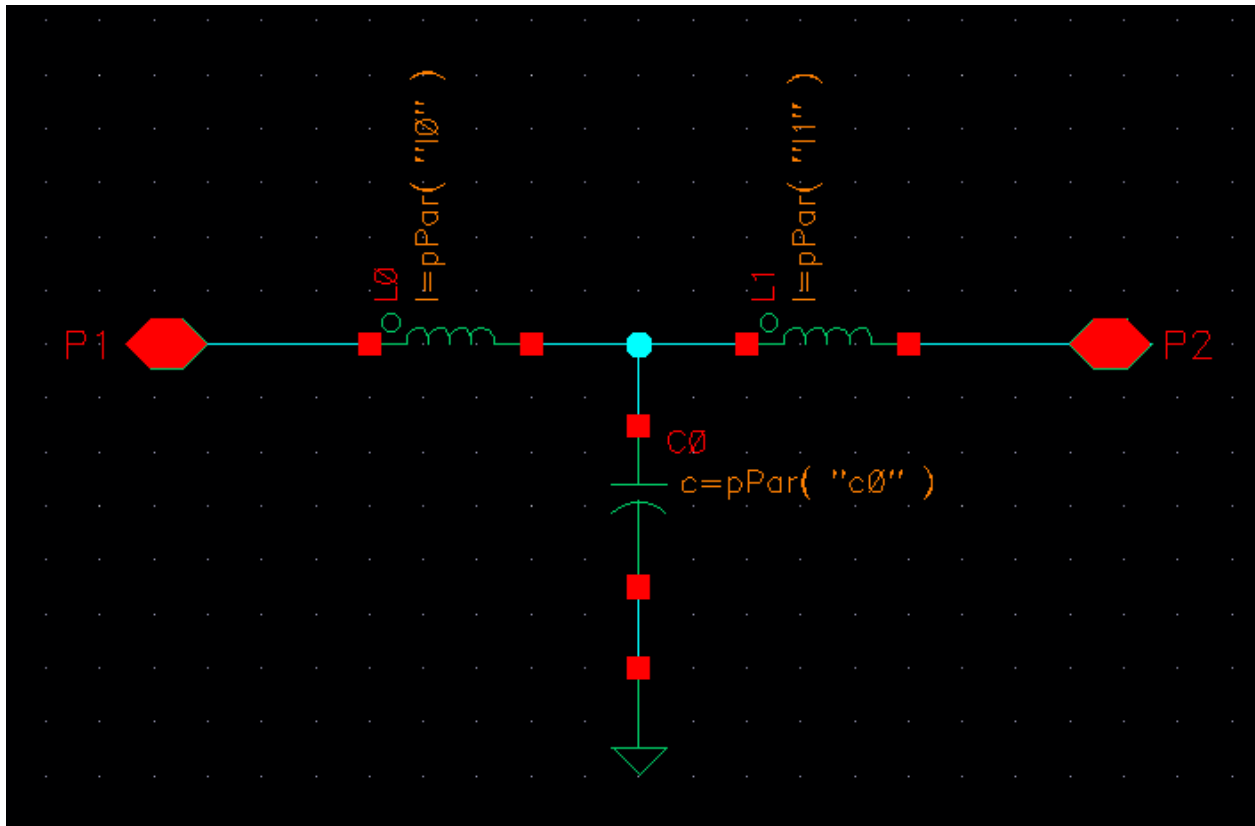 P1
L0
l=pPar( "l0" )
L1
l=pPar( "l1" )
P2
C0
c=pPar( "c0" )